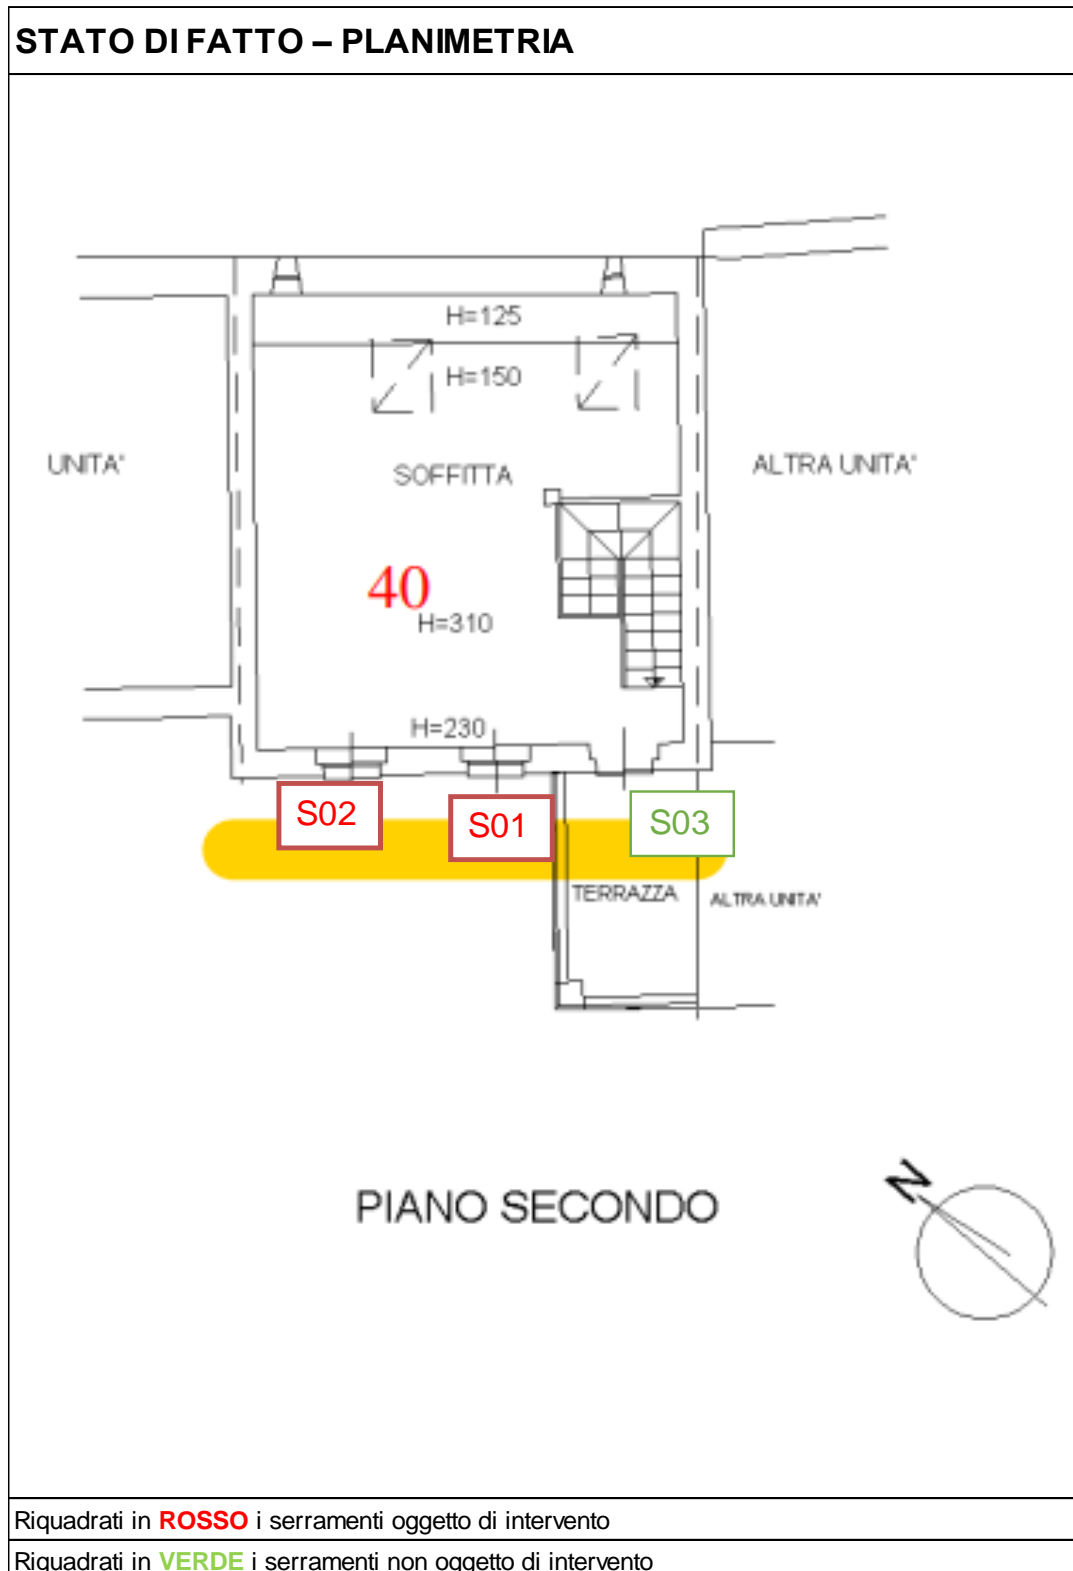 STATO DI FATTO – PLANIMETRIA
H=125
H=150
UNITA'
SOFFITTA
ALTRA UNITA'
40
H=310
H=230
S02
S01
S03
TERRAZZA
ALTRA UNITA'
N
PIANO SECONDO
Riquadrati in ROSSO i serramenti oggetto di intervento
Riquadrati in VERDE i serramenti non oggetto di intervento